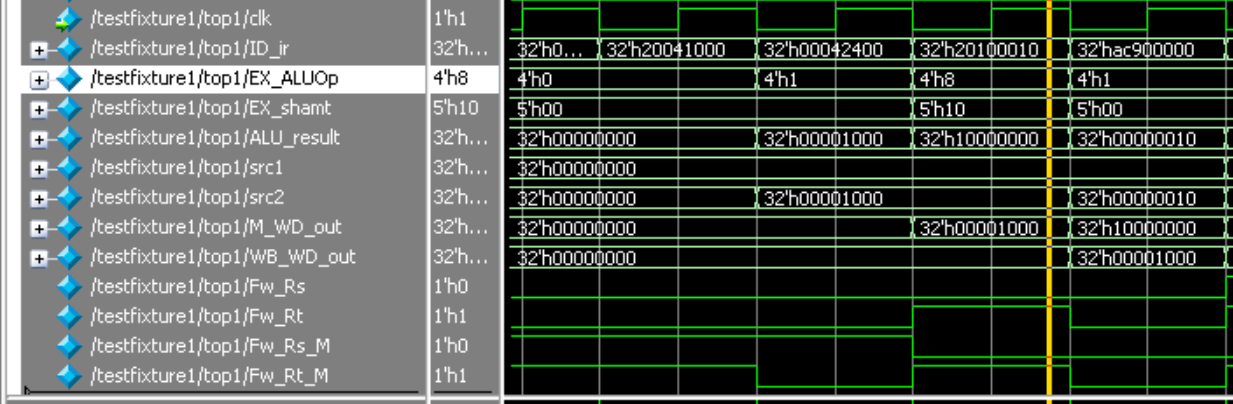 /testfixture1/top1/clk 1'h1
/testfixture1/top1/ID_ir 32'h... 32'h0... 32'h20041000 32'h00042400 32'h20100010 32'hac900000
/testfixture1/top1/EX_ALUOp 4'h8 4'h0 4'h1 4'h8 4'h1
/testfixture1/top1/EX_shamt 5'h10 5'h00 5'h10 5'h00
/testfixture1/top1/ALU_result 32'h... 32'h00000000 32'h00001000 32'h10000000 32'h00000010
/testfixture1/top1/src1 32'h... 32'h00000000
/testfixture1/top1/src2 32'h... 32'h00000000 32'h00001000 32'h00000010
/testfixture1/top1/M_WD_out 32'h... 32'h00000000 32'h00001000 32'h10000000
/testfixture1/top1/WB_WD_out 32'h... 32'h00000000 32'h00001000
/testfixture1/top1/Fw_Rs 1'h0
/testfixture1/top1/Fw_Rt 1'h1
/testfixture1/top1/Fw_Rs_M 1'h0
/testfixture1/top1/Fw_Rt_M 1'h1